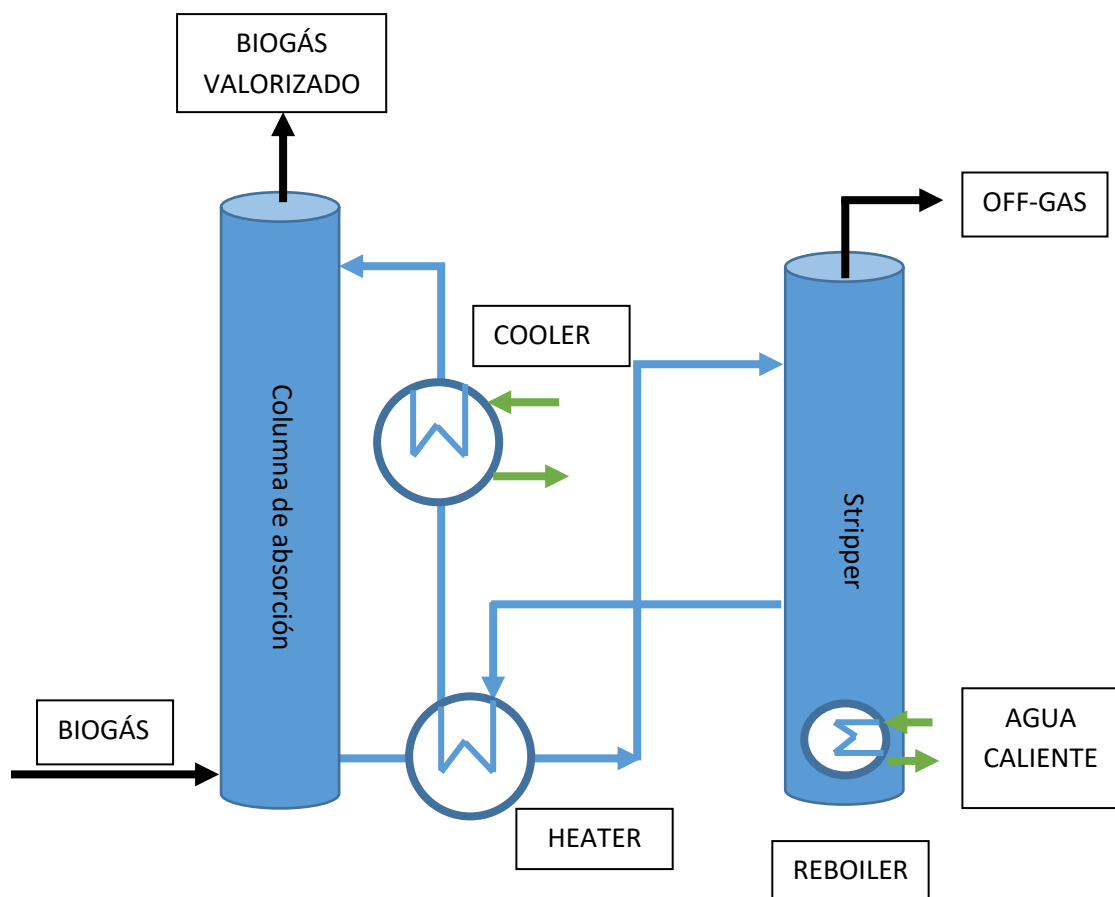 BIOGÁS
VALORIZADO
OFF-GAS
COOLER
Columna de absorción
Stripper
BIOGÁS
AGUA
CALIENTE
HEATER
REBOILER